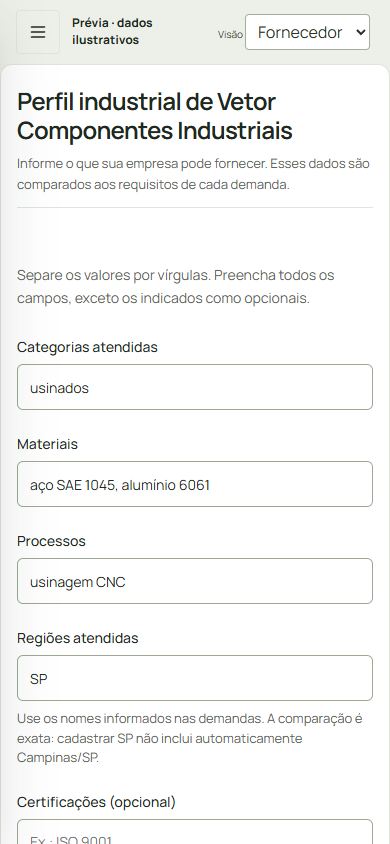 Prévia · dados
ilustrativos
Visão
Fornecedor
Perfil industrial de Vetor
Componentes Industriais
Informe o que sua empresa pode fornecer. Esses dados são
comparados aos requisitos de cada demanda.
Separe os valores por vírgulas. Preencha todos os
campos, exceto os indicados como opcionais.
Categorias atendidas
usinados
Materiais
aço SAE 1045, alumínio 6061
Processos
usinagem CNC
Regiões atendidas
SP
Use os nomes informados nas demandas. A comparação é
exata: cadastrar SP não inclui automaticamente
Campinas/SP.
Certificações (opcional)
Ex.: ISO 9001